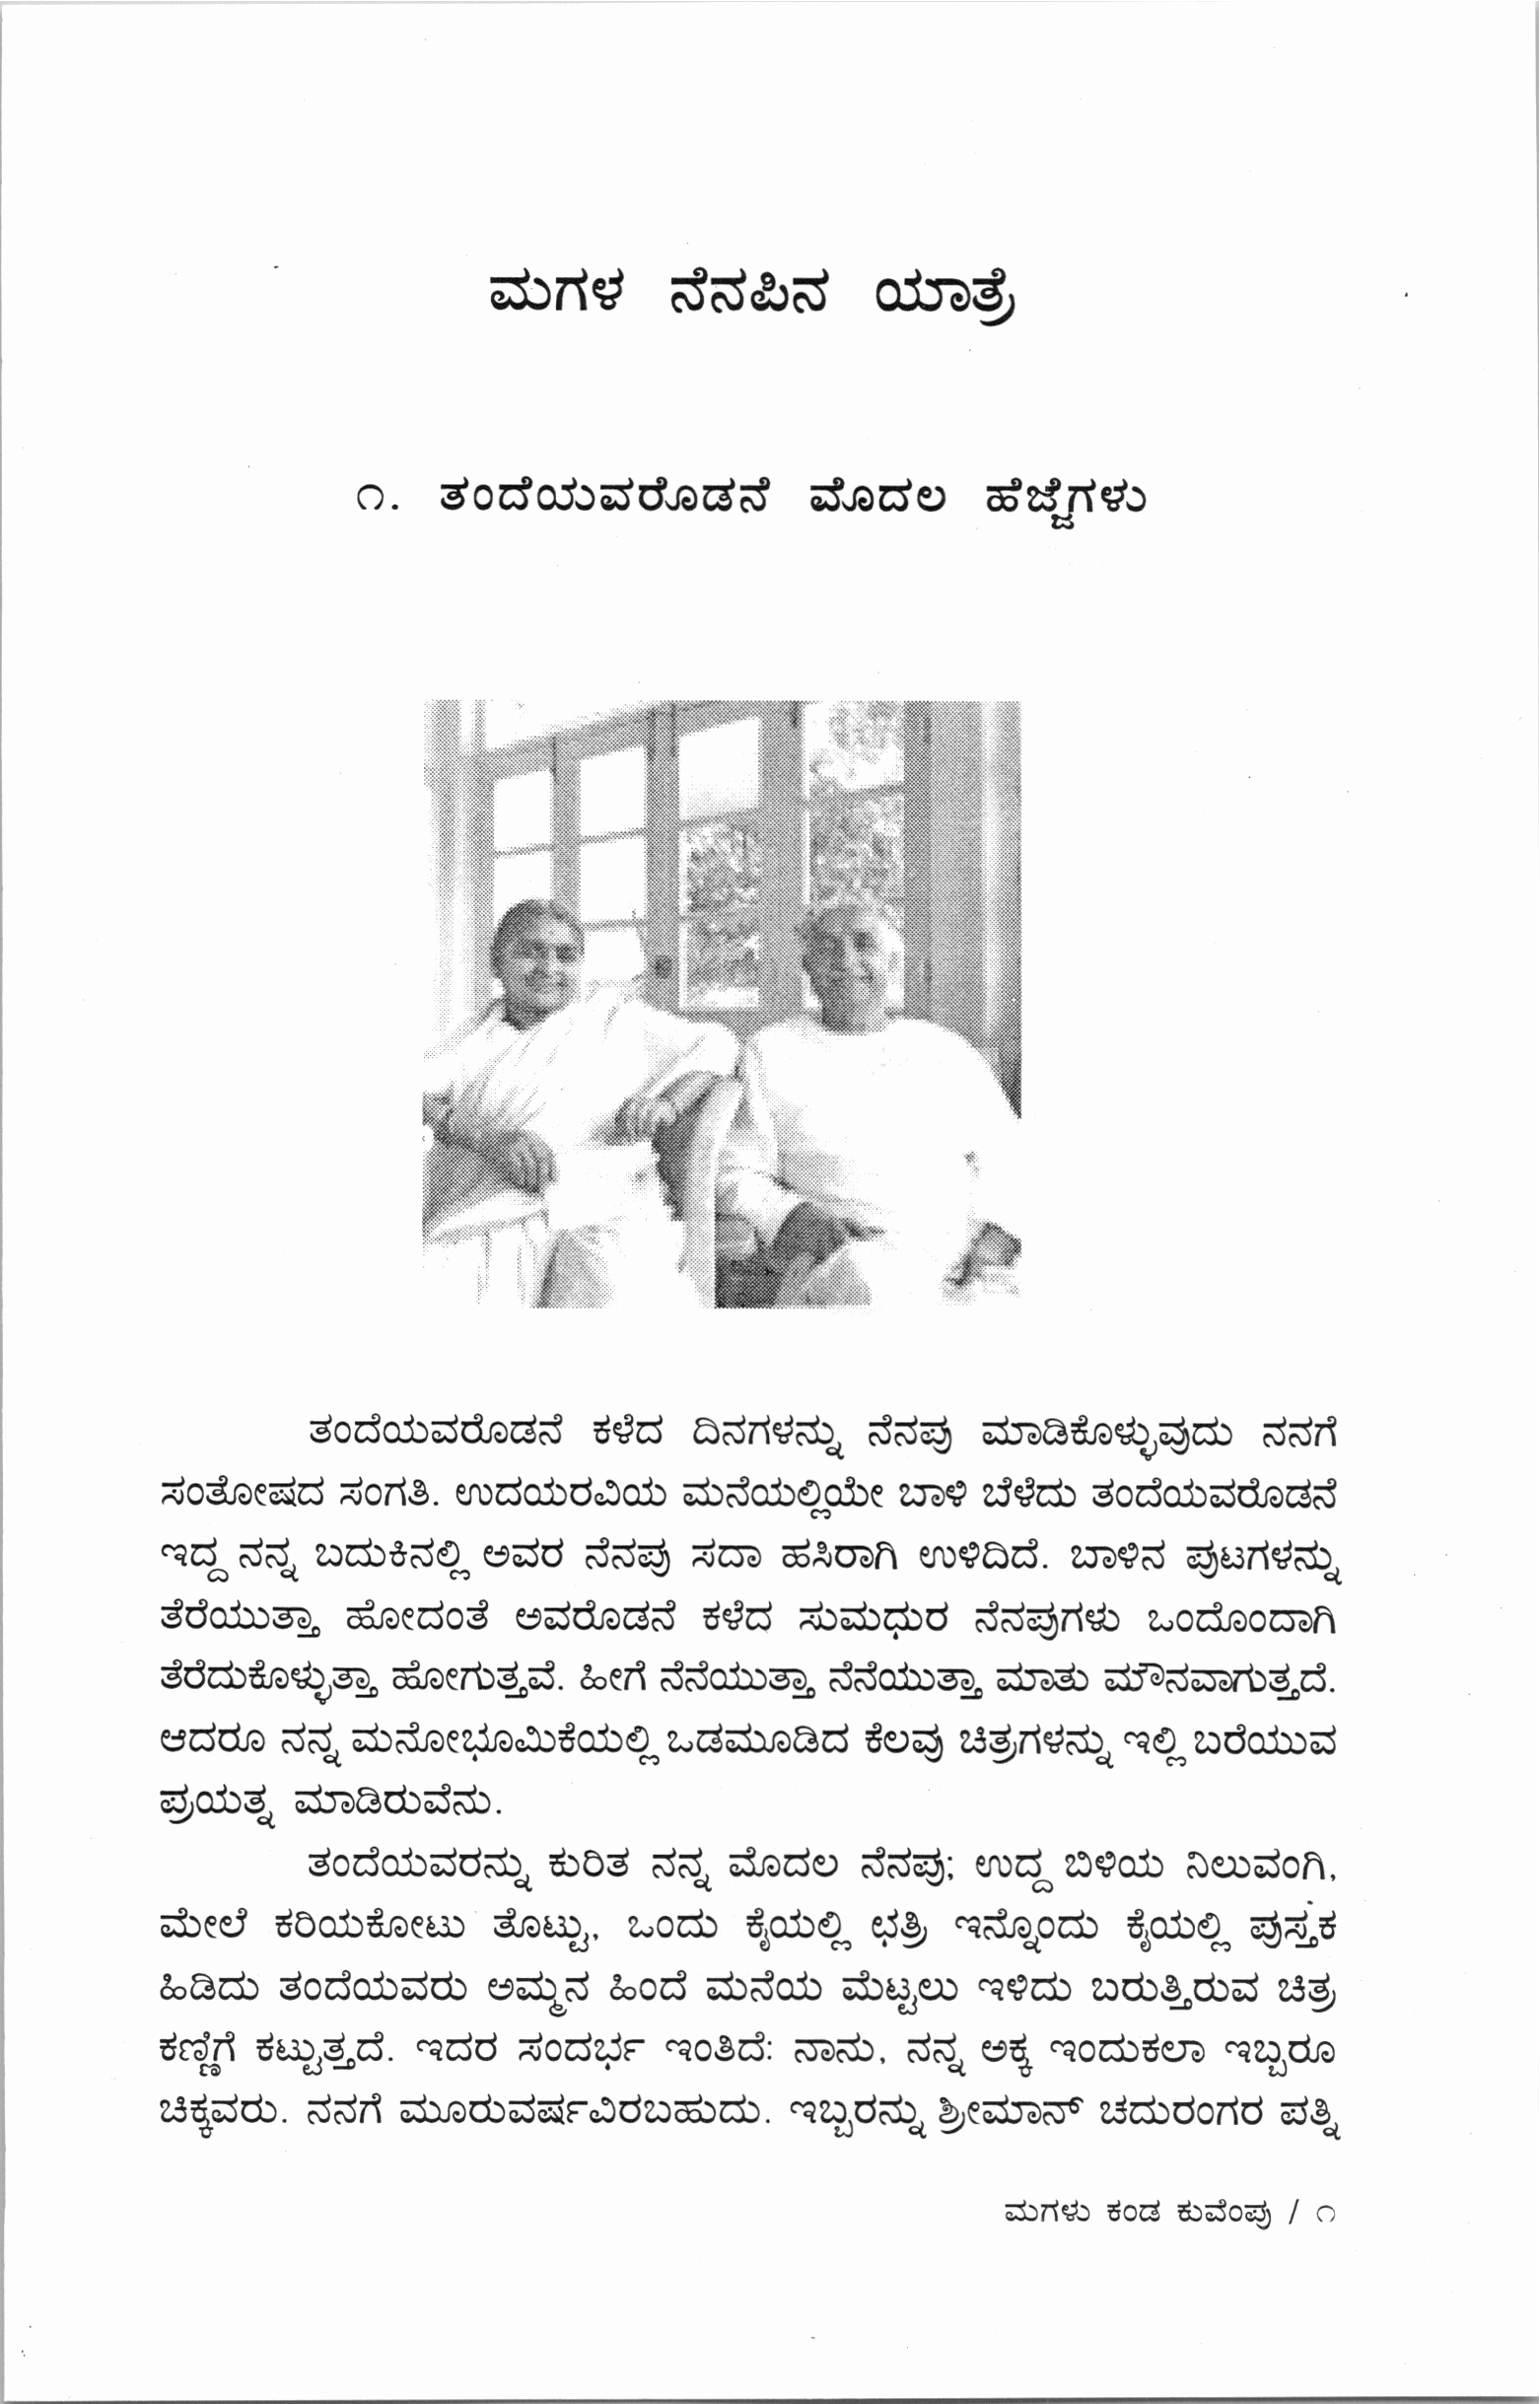 ಮಗಳ ನೆನಪಿನ ಯಾತ್ರೆ
೧. ತಂದೆಯವರೊಡನೆ ಮೊದಲ ಹೆಜ್ಜೆಗಳು
ತಂದೆಯವರೊಡನೆ ಕಳೆದ ದಿನಗಳನ್ನು ನೆನಪು ಮಾಡಿಕೊಳ್ಳುವುದು ನನಗೆ
ಸಂತೋಷದ ಸಂಗತಿ. ಉದಯರವಿಯ ಮನೆಯಲ್ಲಿಯೇ ಬಾಳಿ ಬೆಳೆದು ತಂದೆಯವರೊಡನೆ
ಇದ್ದ ನನ್ನ ಬದುಕಿನಲ್ಲಿ ಅವರ ನೆನಪು ಸದಾ ಹಸಿರಾಗಿ ಉಳಿದಿದೆ. ಬಾಳಿನ ಪುಟಗಳನ್ನು
ತೆರೆಯುತ್ತಾ ಹೋದಂತೆ ಅವರೊಡನೆ ಕಳೆದ ಸುಮಧುರ ನೆನಪುಗಳು ಒಂದೊಂದಾಗಿ
ತೆರೆದುಕೊಳ್ಳುತ್ತಾ ಹೋಗುತ್ತವೆ. ಹೀಗೆ ನೆನೆಯುತ್ತಾ ನೆನೆಯುತ್ತಾ ಮಾತು ಮೌನವಾಗುತ್ತದೆ.
ಆದರೂ ನನ್ನ ಮನೋಭೂಮಿಕೆಯಲ್ಲಿ ಒಡಮೂಡಿದ ಕೆಲವು ಚಿತ್ರಗಳನ್ನು ಇಲ್ಲಿ ಬರೆಯುವ
ಪ್ರಯತ್ನ ಮಾಡಿರುವೆನು.
ತಂದೆಯವರನ್ನು ಕುರಿತ ನನ್ನ ಮೊದಲ ನೆನಪು; ಉದ್ದ ಬಿಳಿಯ ನಿಲುವಂಗಿ,
ಮೇಲೆ ಕರಿಯಕೋಟು ತೊಟ್ಟು, ಒಂದು ಕೈಯಲ್ಲಿ ಛತ್ರಿ ಇನ್ನೊಂದು ಕೈಯಲ್ಲಿ ಪುಸ್ತಕ
ಹಿಡಿದು ತಂದೆಯವರು ಅಮ್ಮನ ಹಿಂದೆ ಮನೆಯ ಮೆಟ್ಟಲು ಇಳಿದು ಬರುತ್ತಿರುವ ಚಿತ್ರ
ಕಣ್ಣಿಗೆ ಕಟ್ಟುತ್ತದೆ. ಇದರ ಸಂದರ್ಭ ಇಂತಿದೆ: ನಾನು, ನನ್ನ ಅಕ್ಕ ಇಂದುಕಲಾ ಇಬ್ಬರೂ
ಚಿಕ್ಕವರು. ನನಗೆ ಮೂರುವರ್ಷವಿರಬಹುದು. ಇಬ್ಬರನ್ನು ಶ್ರೀಮಾನ್ ಚದುರಂಗರ ಪತ್ನಿ
ಮಗಳು ಕಂಡ ಕುವೆಂಪು / ೧